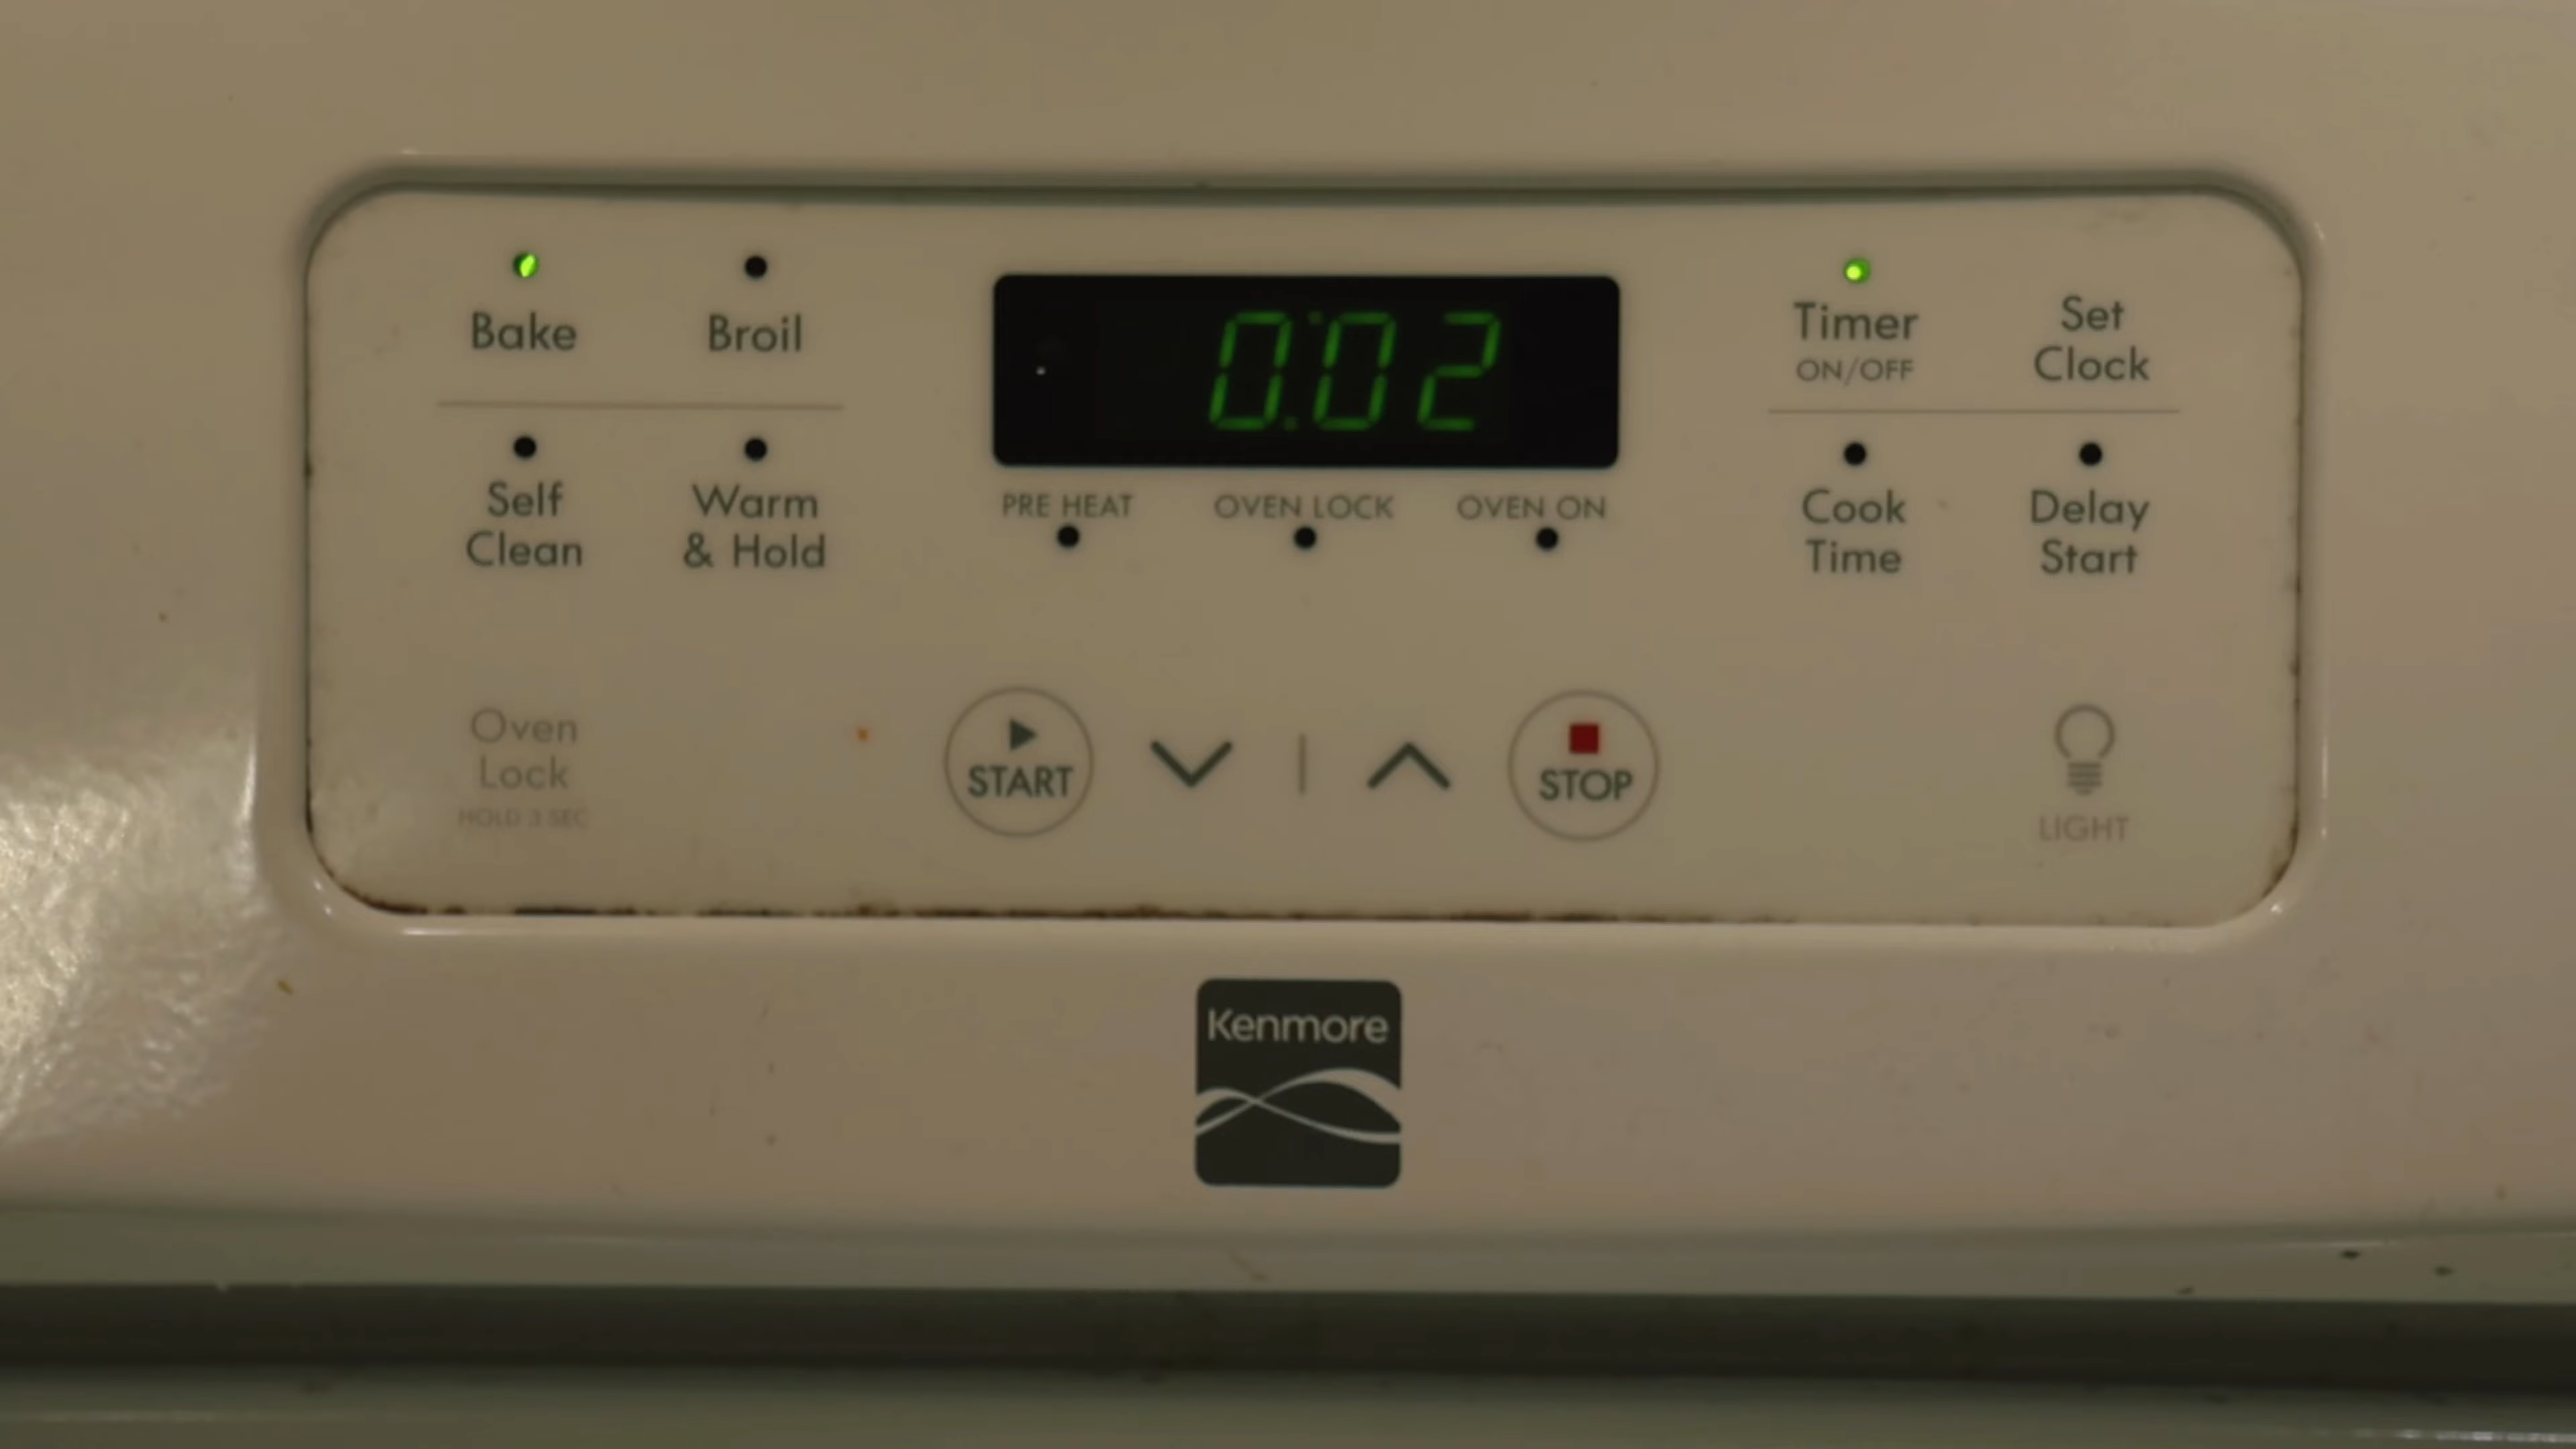 Bake
Broil
Self
Clean
Warm
& Hold
Oven
Lock
HOLD 3 SEC
0:02
PRE HEAT
OVEN LOCK
OVEN ON
START
STOP
Timer
ON/OFF
Set
Clock
Cook
Time
Delay
Start
LIGHT
Kenmore